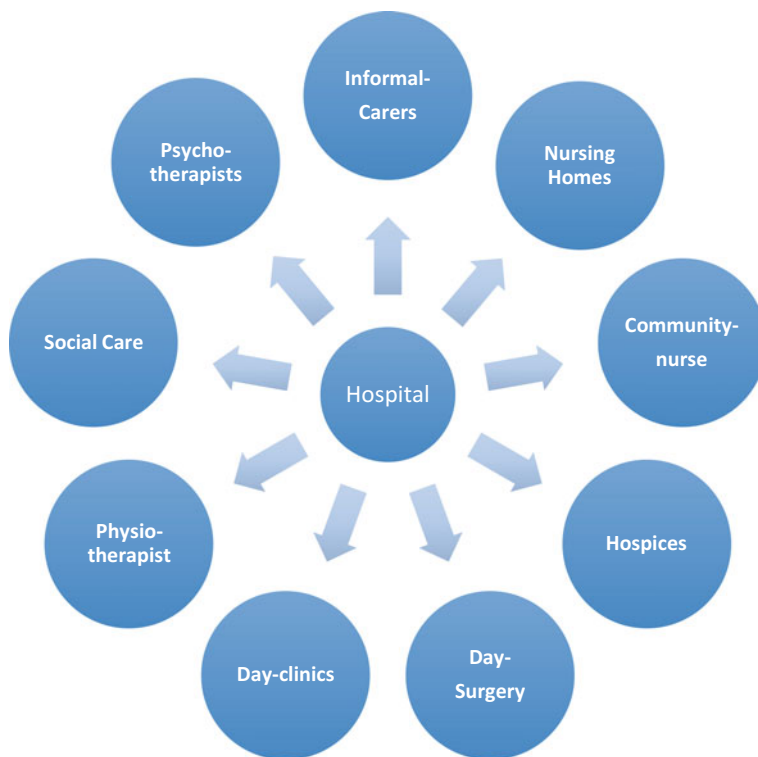 Informal-
Carers
Nursing
Homes
Community-
nurse
Hospices
Day-
Surgery
Day-clinics
Physio-
therapist
Social Care
Psycho-
therapists
Hospital